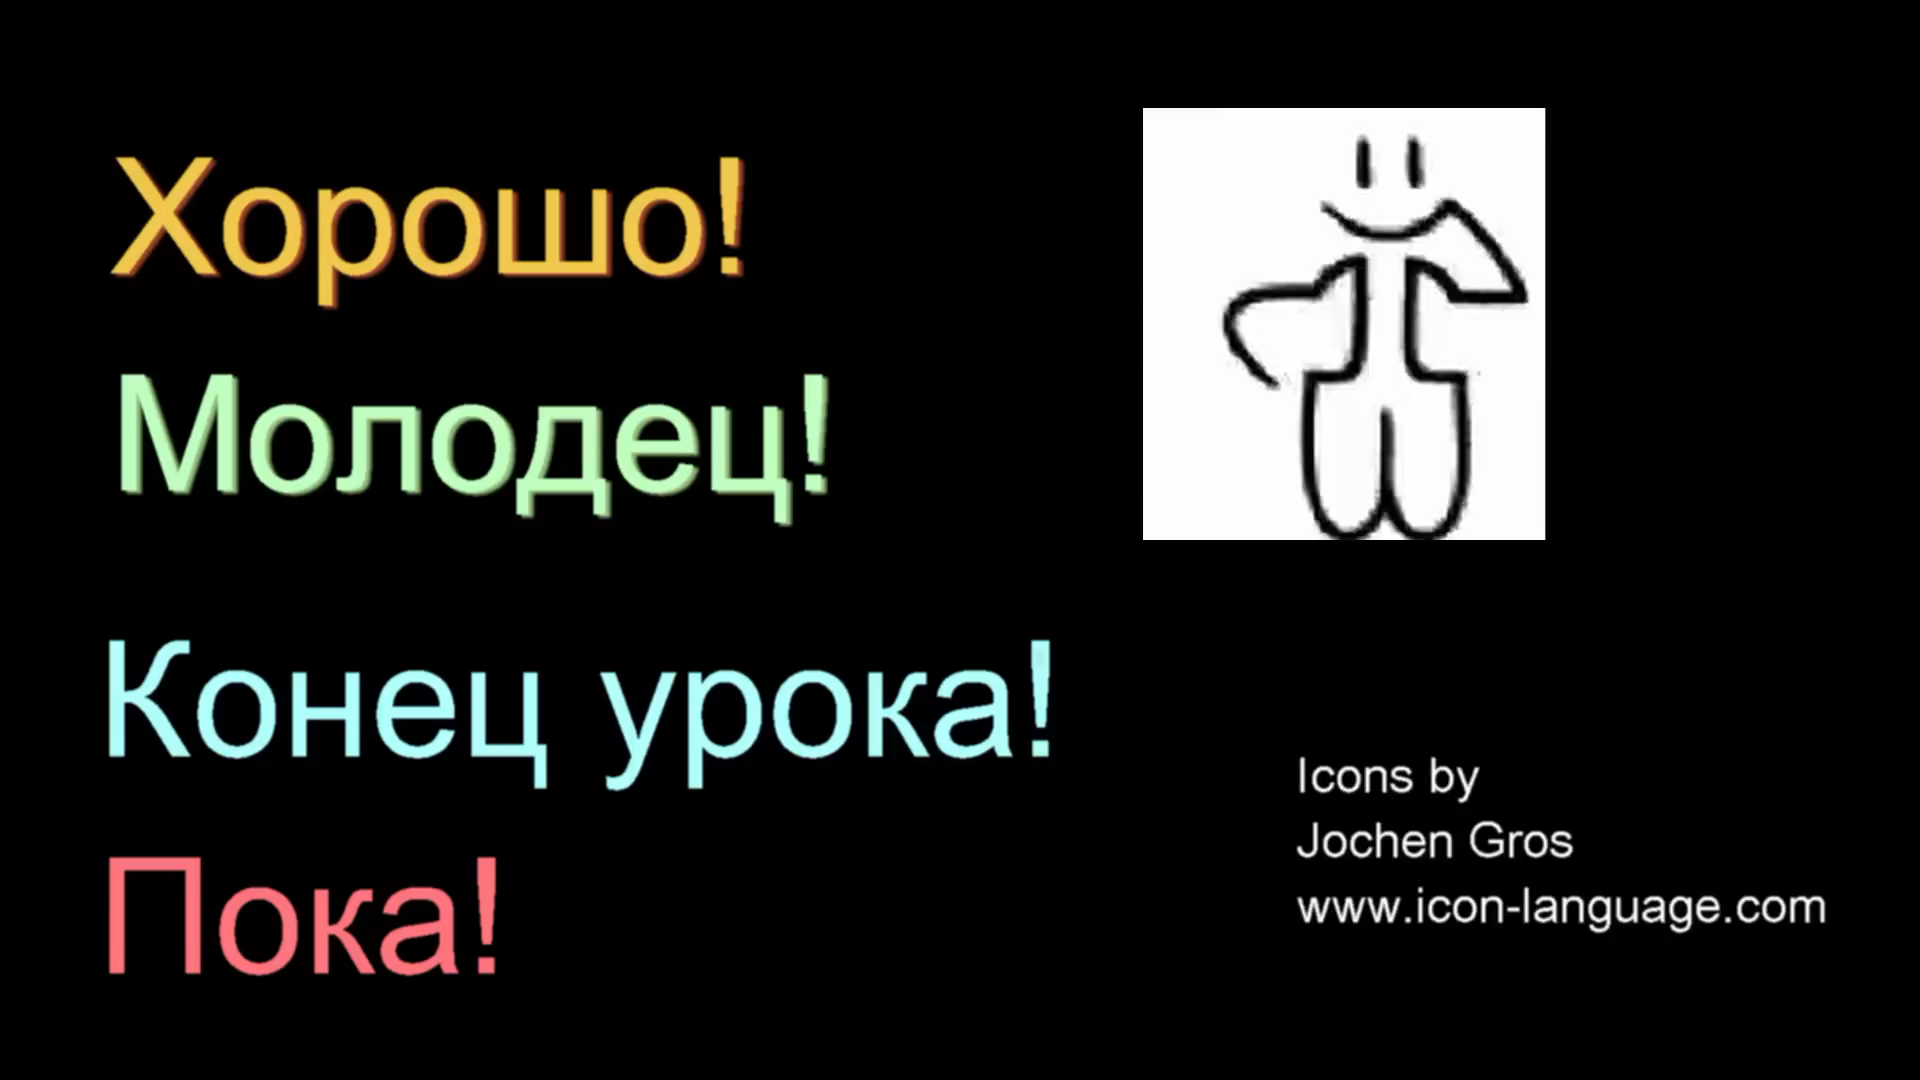 Хорошо!
Молодец!
Конец урока!
Пока!
Icons by
Jochen Gros
www.icon-language.com